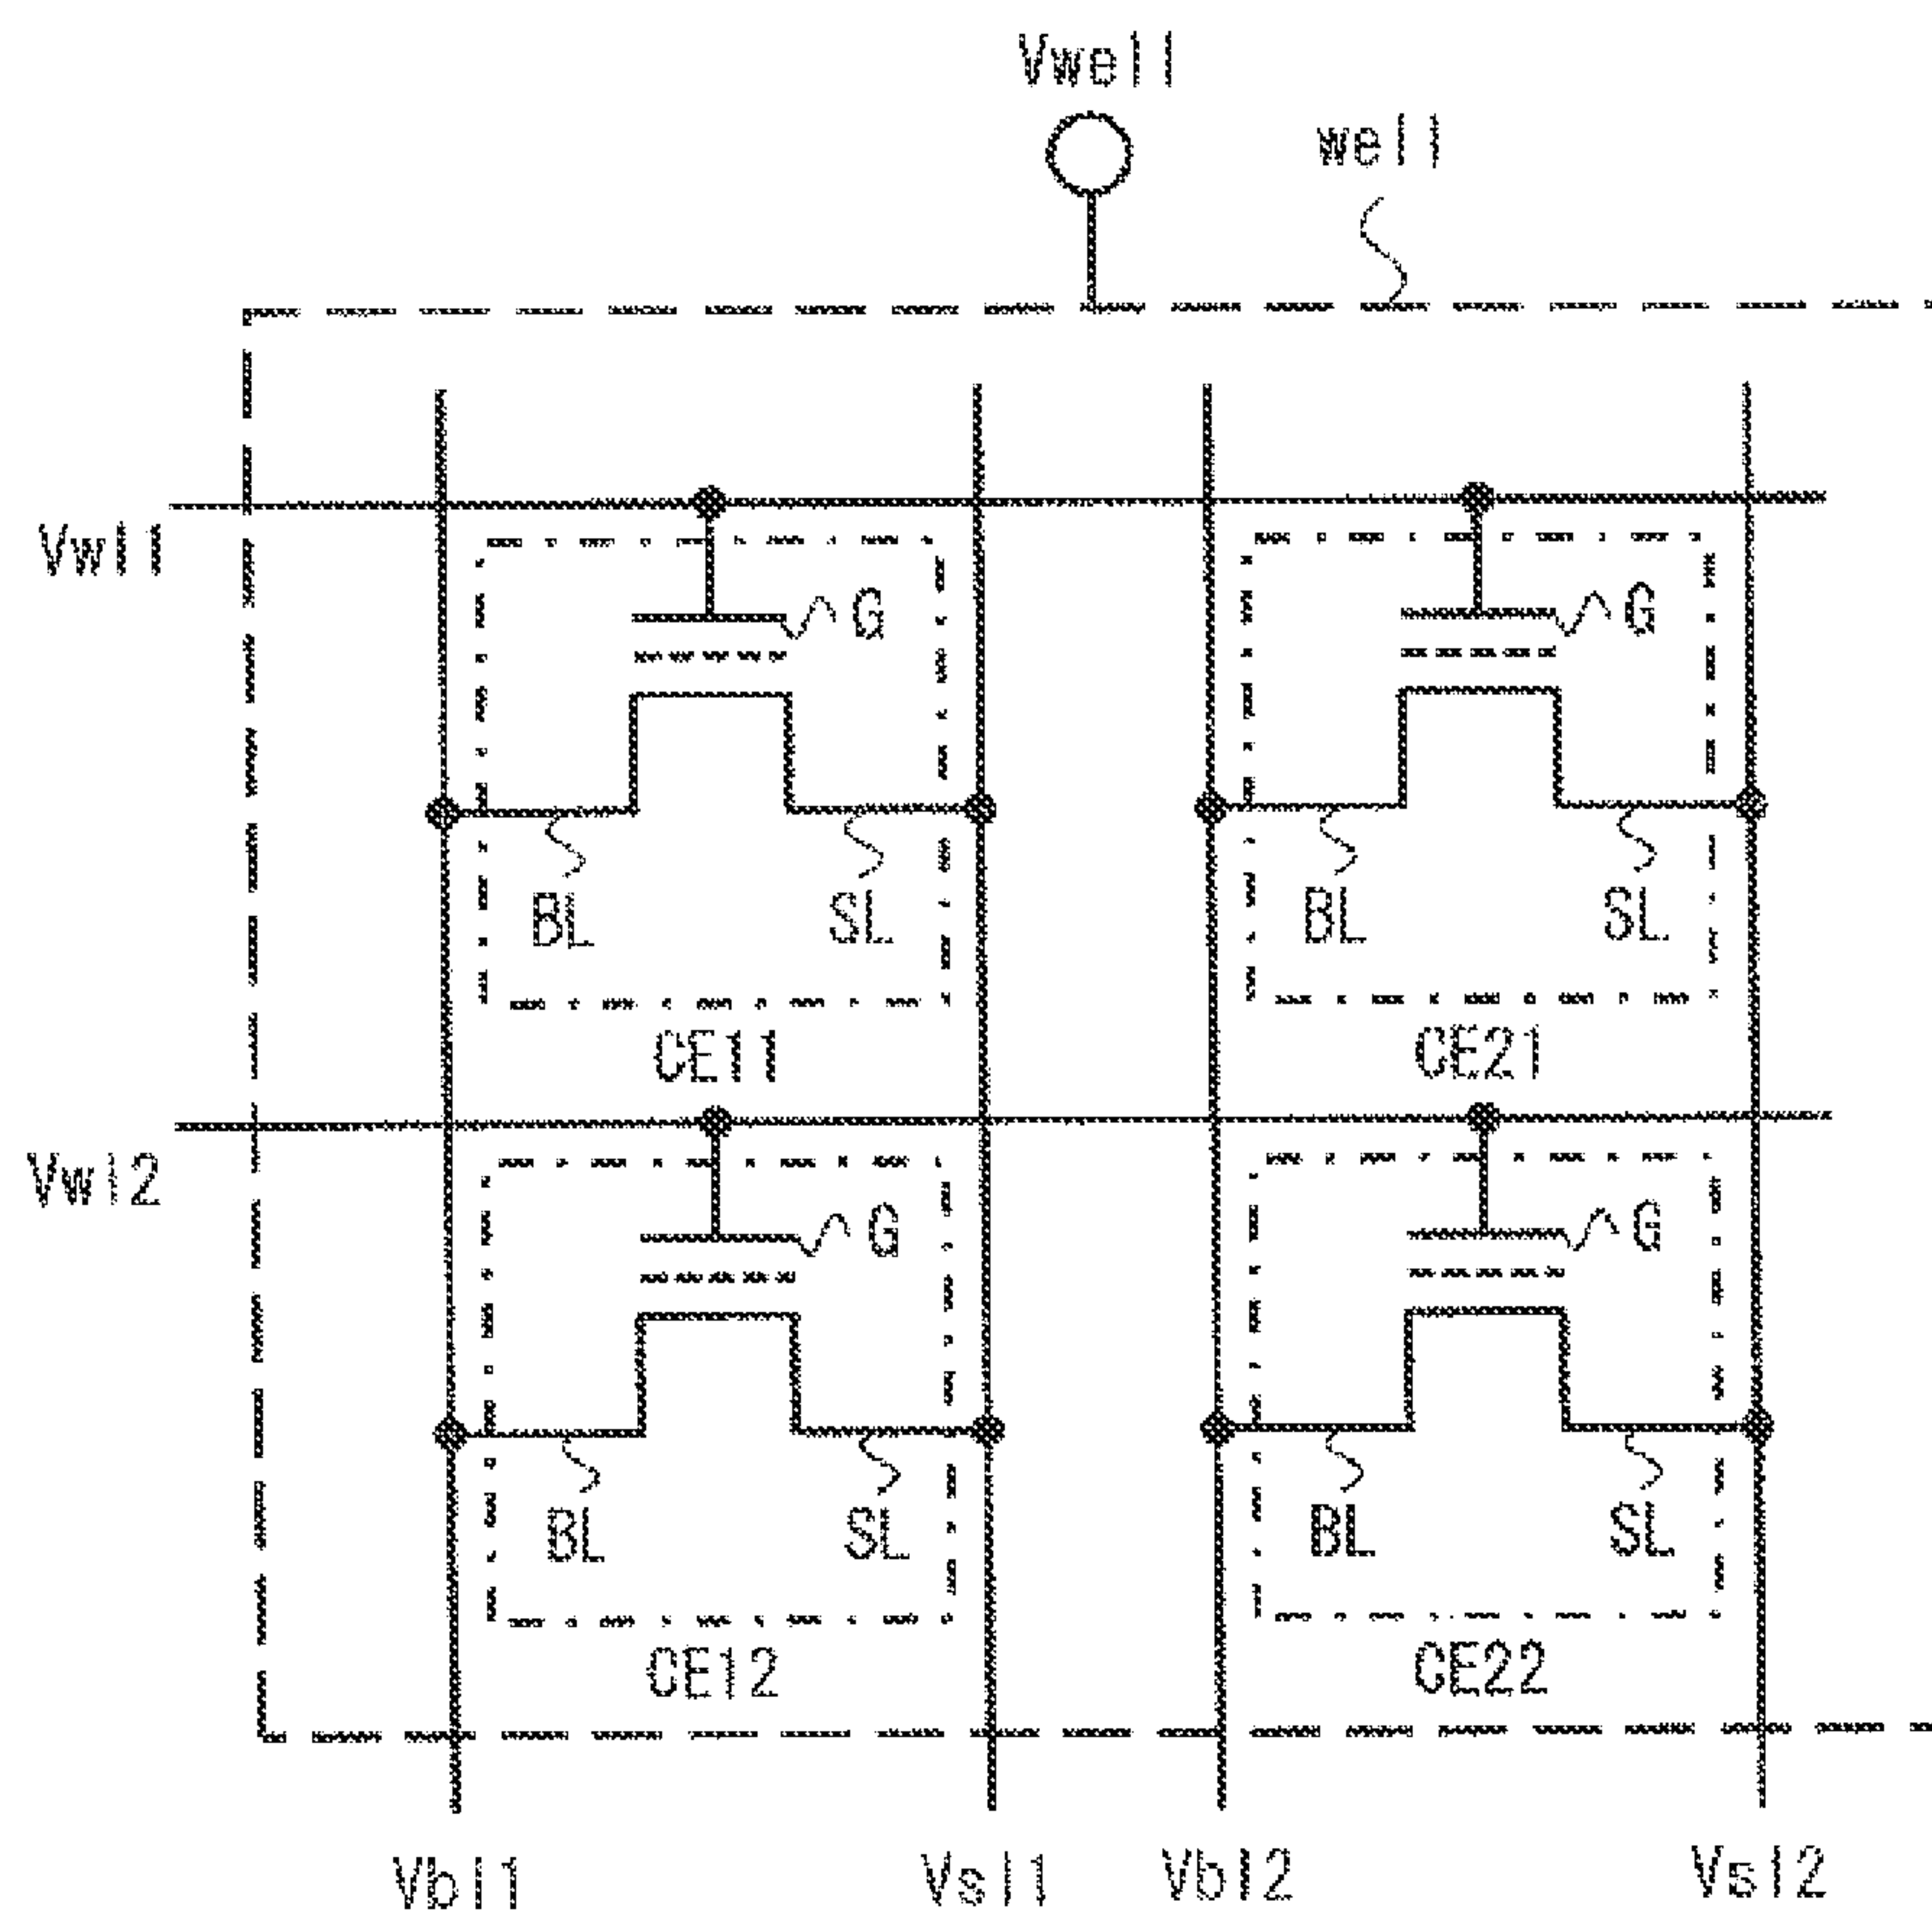 Vwell
well
Vwl1
G
G
BL
SL
BL
SL
CE11
CE21
Vwl2
G
G
BL
SL
BL
SL
CE12
CE22
Vbl1
Vsl1
Vbl2
Vsl2